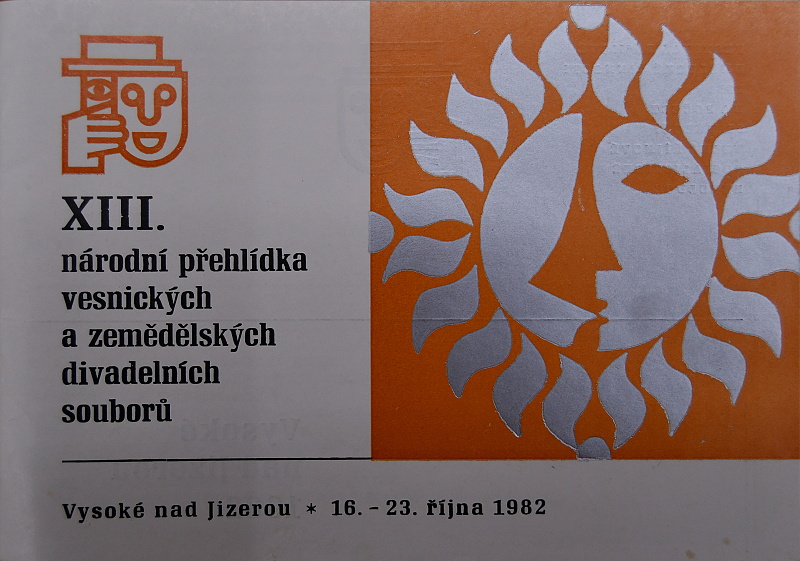 XIII.
národní přehlídka
vesnických
a zemědělských
divadelních
souborů
Vysoké nad Jizerou * 16. – 23. října 1982